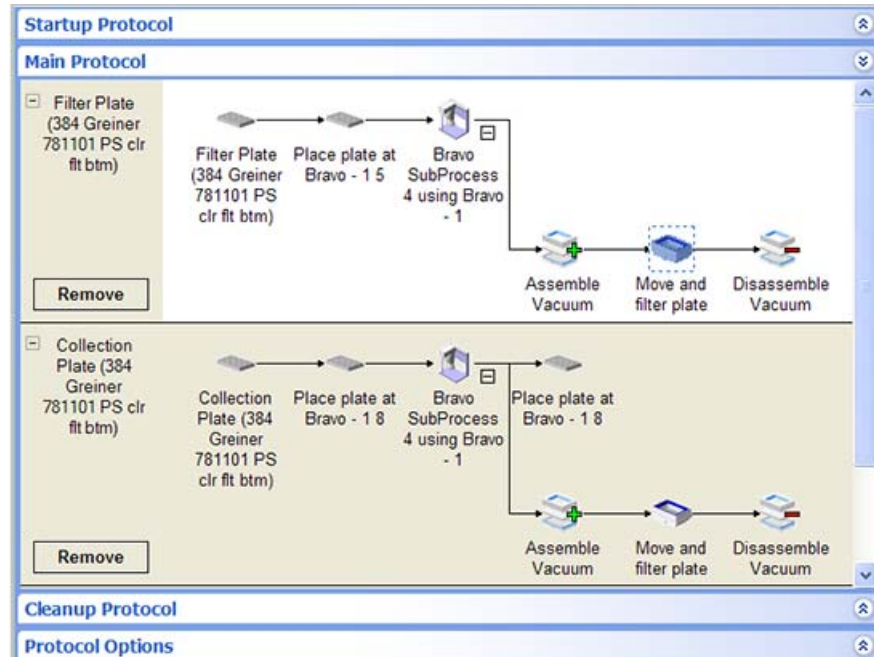 Startup Protocol
Main Protocol
Filter Plate
(384 Greiner
781101 PS clr
flt btm)
Remove
Filter Plate
(384 Greiner
781101 PS
clr flt btm)
Place plate at
Bravo - 1 5
Bravo
SubProcess
4 using Bravo
- 1
Assemble
Vacuum
Move and
filter plate
Disassemble
Vacuum
Collection
Plate (384
Greiner
781101 PS clr
flt btm)
Remove
Collection
Plate (384
Greiner
781101 PS
clr flt btm)
Place plate at
Bravo - 1 8
Bravo
SubProcess
4 using Bravo
- 1
Place plate at
Bravo - 1 8
Assemble
Vacuum
Move and
filter plate
Disassemble
Vacuum
Cleanup Protocol
Protocol Options